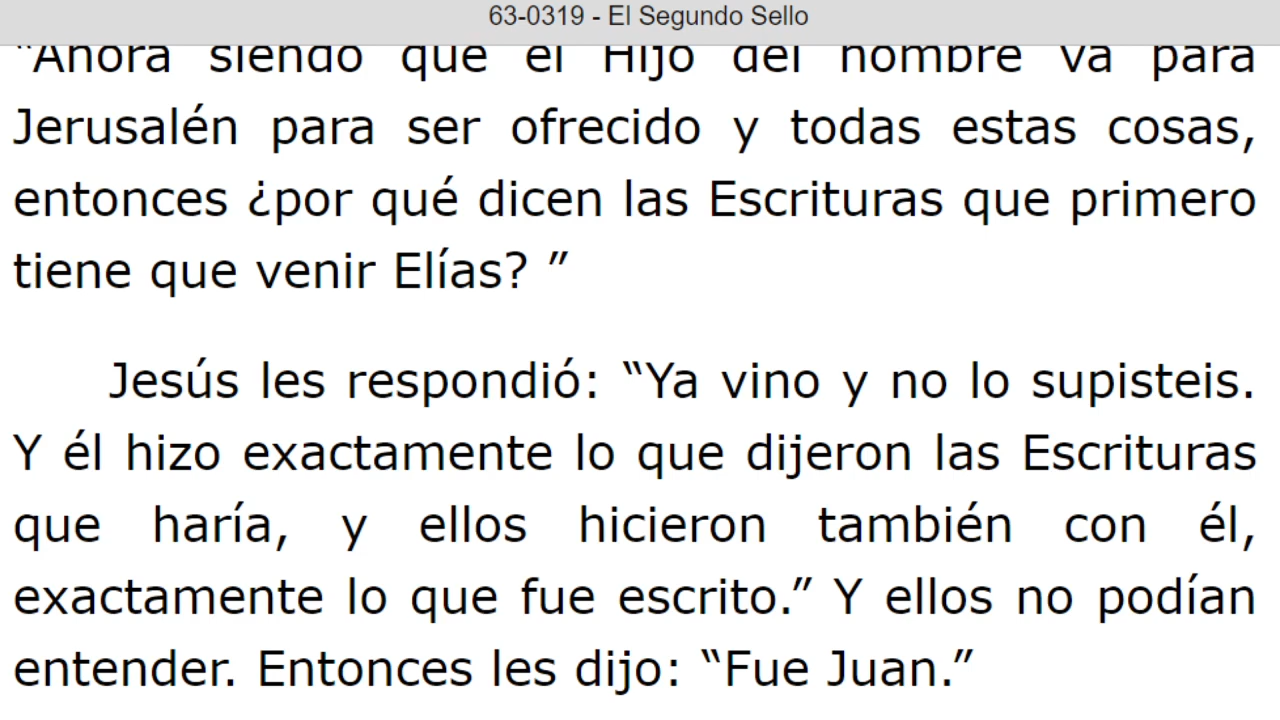 63-0319 - El Segundo Sello
“Ahora siendo que el Hijo del hombre va para
Jerusalén para ser ofrecido y todas estas cosas,
entonces ¿por qué dicen las Escrituras que primero
tiene que venir Elías? ”
Jesús les respondió: “Ya vino y no lo supisteis.
Y él hizo exactamente lo que dijeron las Escrituras
que haría, y ellos hicieron también con él,
exactamente lo que fue escrito.” Y ellos no podían
entender. Entonces les dijo: “Fue Juan.”